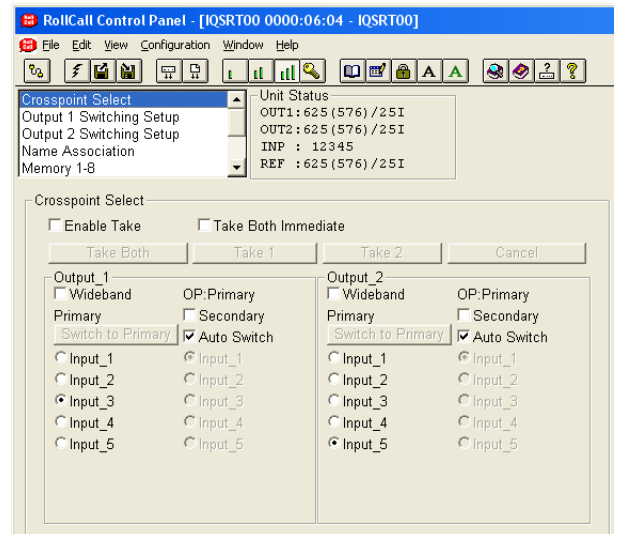 RollCall Control Panel - [IQSRT00 0000:06:04 - IQSRT00]
File Edit View Configuration Window Help
A A ?
Crosspoint Select
Output 1 Switching Setup
Output 2 Switching Setup
Name Association
Memory 1-8
Unit Status
OUT1:625(576)/25I
OUT2:625(576)/25I
INP : 12345
REF :625(576)/25I
Crosspoint Select
Enable Take Take Both Immediate
Take Both Take 1 Take 2 Cancel
Output_1 Output_2
Wideband OP:Primary Wideband OP:Primary
Primary Secondary Primary Secondary
Switch to Primary Auto Switch Switch to Primary Auto Switch
Input_1 Input_1 Input_1 Input_1
Input_2 Input_2 Input_2 Input_2
Input_3 Input_3 Input_3 Input_3
Input_4 Input_4 Input_4 Input_4
Input_5 Input_5 Input_5 Input_5